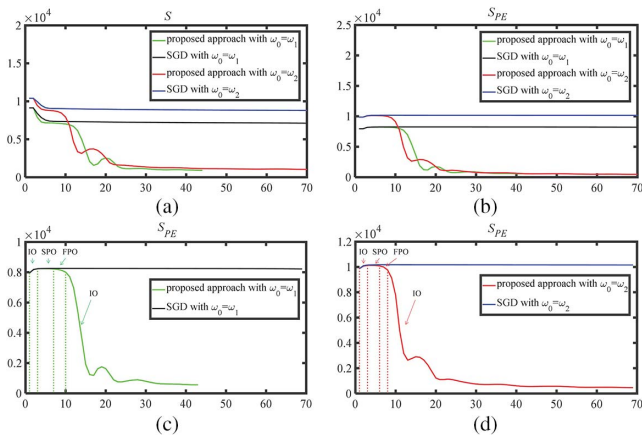 S
×10⁴
2
1.5
1
0.5
0
0 10 20 30 40 50 60 70
proposed approach with ω₀=ω₁
SGD with ω₀=ω₁
proposed approach with ω₀=ω₂
SGD with ω₀=ω₂
(a)
S_PE
×10⁴
2.5
2
1.5
1
0.5
0
0 10 20 30 40 50 60 70
proposed approach with ω₀=ω₁
SGD with ω₀=ω₁
proposed approach with ω₀=ω₂
SGD with ω₀=ω₂
(b)
S_PE
×10⁴
1
0.8
0.6
0.4
0.2
0
0 10 20 30 40 50 60 70
IO SPO FPO
IO
proposed approach with ω₀=ω₁
SGD with ω₀=ω₁
(c)
S_PE
×10⁴
1.2
1
0.8
0.6
0.4
0.2
0
0 10 20 30 40 50 60 70
IO SPO FPO
IO
proposed approach with ω₀=ω₂
SGD with ω₀=ω₂
(d)